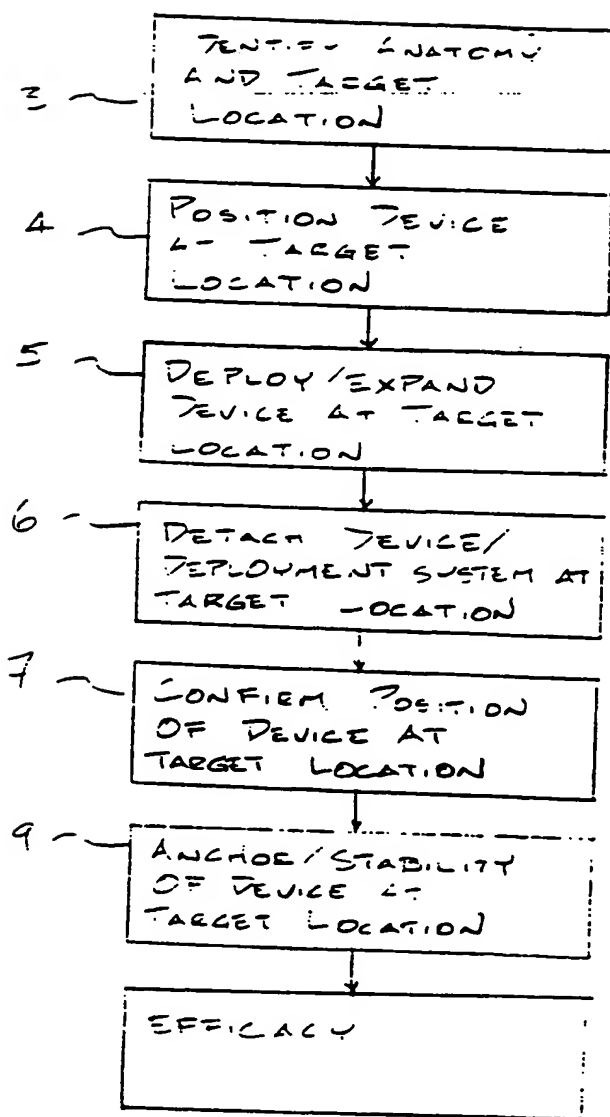 3
IDENTIFY ANATOMY
AND TARGET
LOCATION
4
POSITION DEVICE
AT TARGET
LOCATION
5
DEPLOY/EXPAND
DEVICE AT TARGET
LOCATION
6
DETACH DEVICE/
DEPLOYMENT SYSTEM AT
TARGET LOCATION
7
CONFIRM POSITION
OF DEVICE AT
TARGET LOCATION
9
ANCHOR/STABILITY
OF DEVICE AT
TARGET LOCATION
EFFICACY